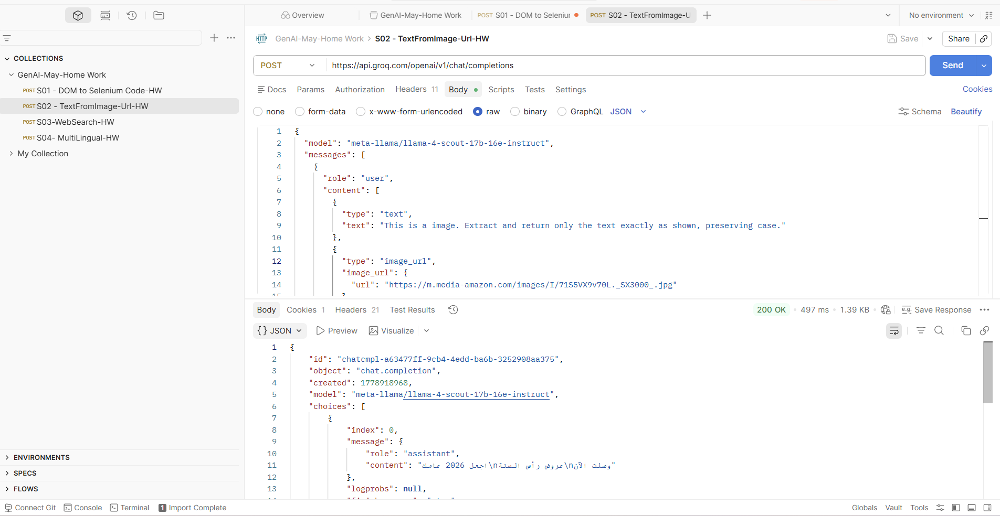 Overview
GenAI-May-Home Work
POST S01 - DOM to Seleniur
POST S02 - TextFromImage-U
No environment
GenAI-May-Home Work > S02 - TextFromImage-Url-HW
Save
Share
COLLECTIONS
GenAI-May-Home Work
POST S01 - DOM to Selenium Code-HW
POST S02 - TextFromImage-Url-HW
POST S03-WebSearch-HW
POST S04- MultiLingual-HW
My Collection
ENVIRONMENTS
SPECS
FLOWS
HTTP
POST
https://api.groq.com/openai/v1/chat/completions
Send
Docs Params Authorization Headers 11 Body Scripts Tests Settings
Cookies
none form-data x-www-form-urlencoded raw binary GraphQL JSON
Schema Beautify
1 {
2 "model": "meta-llama/llama-4-scout-17b-16e-instruct",
3 "messages": [
4 {
5 "role": "user",
6 "content": [
7 {
8 "type": "text",
9 "text": "This is a image. Extract and return only the text exactly as shown, preserving case."
10 },
11 {
12 "type": "image_url",
13 "image_url": {
14 "url": "https://m.media-amazon.com/images/I/71S5VX9v70L._SX3000_.jpg"
Body Cookies 1 Headers 21 Test Results
200 OK • 497 ms • 1.39 KB
e.g. Save Response
{} JSON Preview Visualize
1 {
2 "id": "chatcmpl-a63477ff-9cb4-4edd-ba6b-3252908aa375",
3 "object": "chat.completion",
4 "created": 1778918968,
5 "model": "meta-llama/llama-4-scout-17b-16e-instruct",
6 "choices": [
7 {
8 "index": 0,
9 "message": {
10 "role": "assistant",
11 "content": "اجعل 2026 عامك\nعروض رأس السنة\nوصلت الآن"
12 },
13 "logprobs": null,
Connect Git Console Terminal 1 Import Complete
Globals Vault Tools